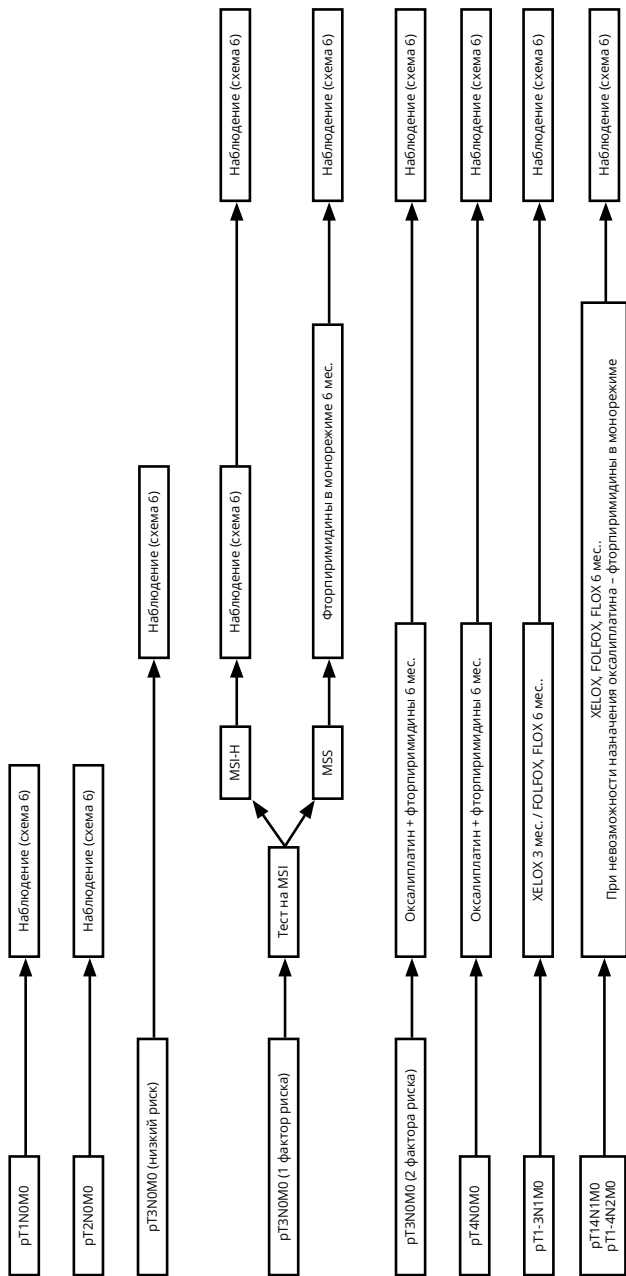 pT1N0M0
Наблюдение (схема 6)
pT2N0M0
Наблюдение (схема 6)
pT3N0M0 (низкий риск)
Наблюдение (схема 6)
pT3N0M0 (1 фактор риска)
Тест на MSI
MSI-H
Наблюдение (схема 6)
Наблюдение (схема 6)
MSS
Фторпиримидины в монорежиме 6 мес.
Наблюдение (схема 6)
pT3N0M0 (2 фактора риска)
Оксалиплатин + фторпиримидины 6 мес.
Наблюдение (схема 6)
pT4N0M0
Оксалиплатин + фторпиримидины 6 мес.
Наблюдение (схема 6)
pT1-3N1M0
XELOX 3 мес./ FOLFOX, FLOX 6 мес..
Наблюдение (схема 6)
pT14N1M0
pT1-4N2M0
XELOX, FOLFOX, FLOX 6 мес..
При невозможности назначения оксалиплатина – фторпиримидины в монорежиме
Наблюдение (схема 6)